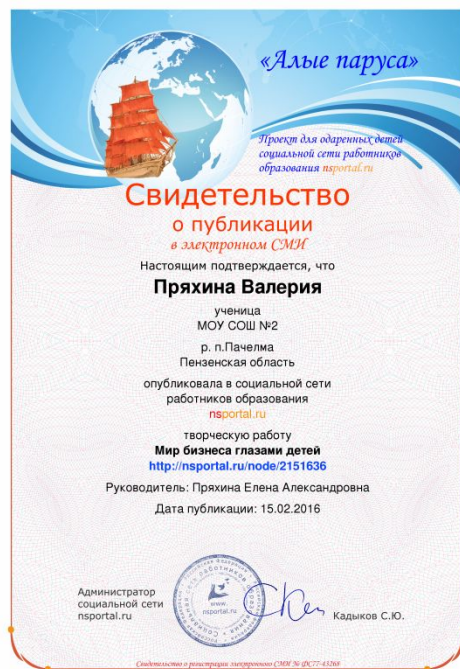 «Алые паруса»
Проект для одаренных детей
социальной сети работников
образования nsportal.ru
Свидетельство
о публикации
в электронном СМИ
Настоящим подтверждается, что
Пряхина Валерия
ученица
МОУ СОШ №2
р. п.Пачелма
Пензенская область
опубликовала в социальной сети
работников образования
nsportal.ru
творческую работу
Мир бизнеса глазами детей
http://nsportal.ru/node/2151636
Руководитель: Пряхина Елена Александровна
Дата публикации: 15.02.2016
Администратор
социальной сети
nsportal.ru
www.
nsportal.ru
Кадыков С.Ю.
Свидетельство о регистрации электронного СМИ № ФС77-43268